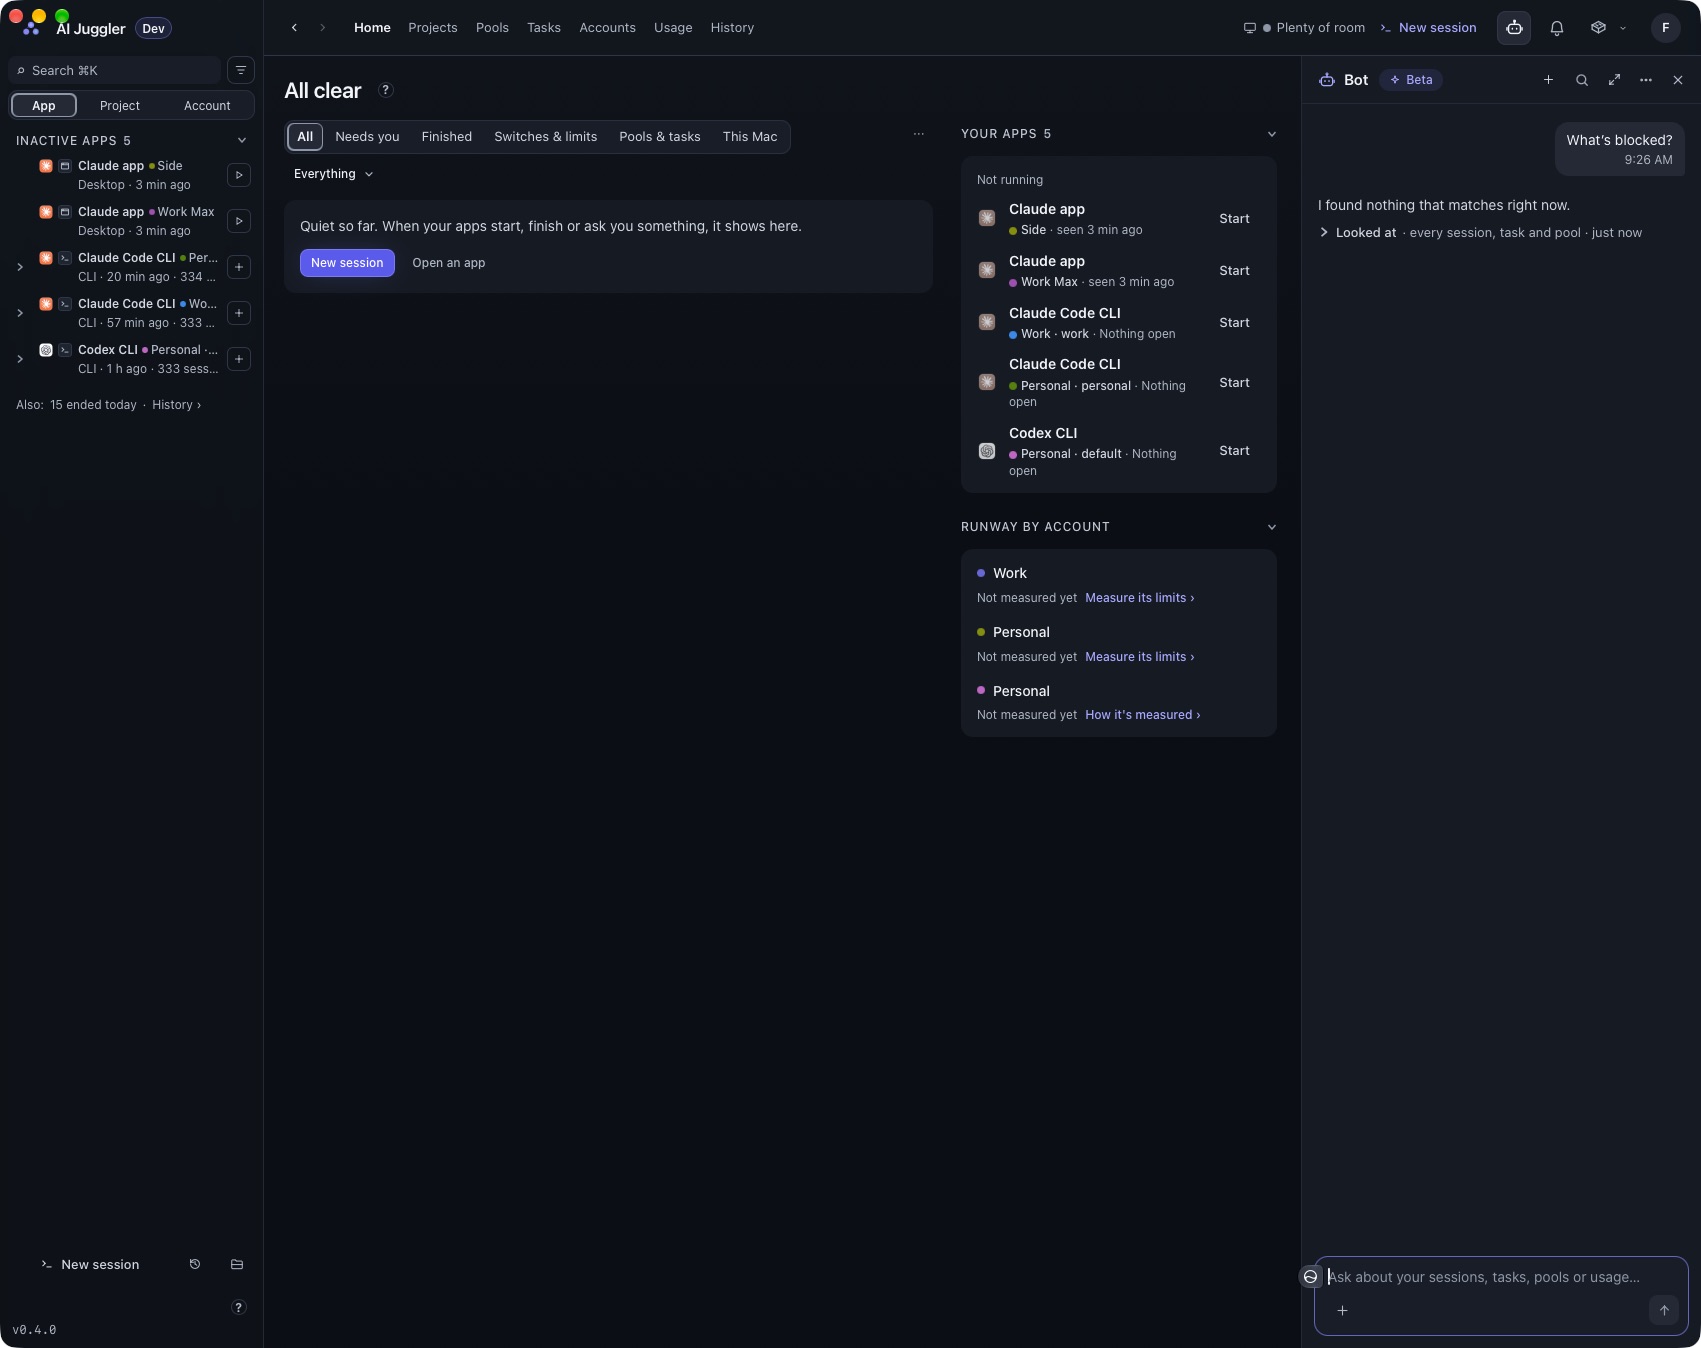 AI Juggler Dev
Search ⌘K
App Project Account
INACTIVE APPS 5
Claude app Side
Desktop · 3 min ago
Claude app Work Max
Desktop · 3 min ago
Claude Code CLI Per...
CLI · 20 min ago · 334 ...
Claude Code CLI Wo...
CLI · 57 min ago · 333 ...
Codex CLI Personal ·...
CLI · 1 h ago · 333 sess...
Also: 15 ended today · History ›
New session
?
v0.4.0
Home Projects Pools Tasks Accounts Usage History
Plenty of room New session F
All clear ?
All Needs you Finished Switches & limits Pools & tasks This Mac
Everything
Quiet so far. When your apps start, finish or ask you something, it shows here.
New session Open an app
YOUR APPS 5
Not running
Claude app
Side · seen 3 min ago
Start
Claude app
Work Max · seen 3 min ago
Start
Claude Code CLI
Work · work · Nothing open
Start
Claude Code CLI
Personal · personal · Nothing
open
Start
Codex CLI
Personal · default · Nothing
open
Start
RUNWAY BY ACCOUNT
Work
Not measured yet Measure its limits ›
Personal
Not measured yet Measure its limits ›
Personal
Not measured yet How it's measured ›
Bot Beta
What's blocked?
9:26 AM
I found nothing that matches right now.
Looked at · every session, task and pool · just now
Ask about your sessions, tasks, pools or usage...